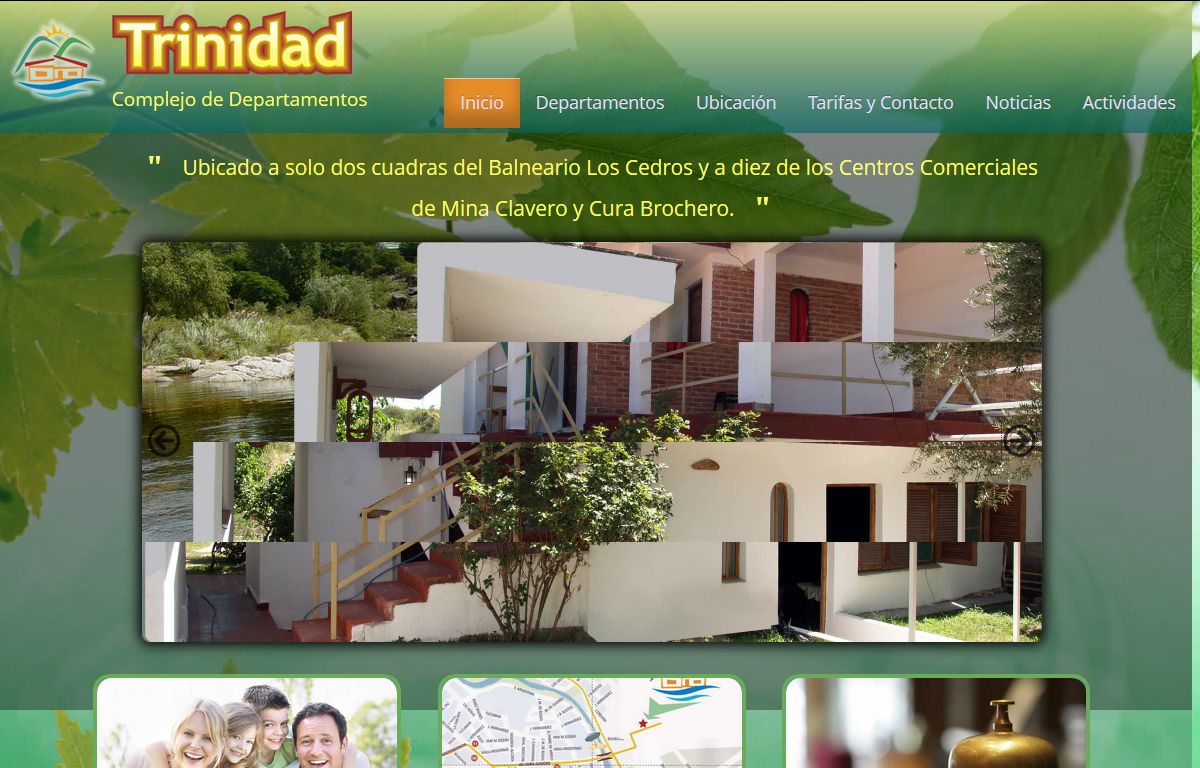 Trinidad
Complejo de Departamentos
Inicio Departamentos Ubicación Tarifas y Contacto Noticias Actividades
" Ubicado a solo dos cuadras del Balneario Los Cedros y a diez de los Centros Comerciales
de Mina Clavero y Cura Brochero. "